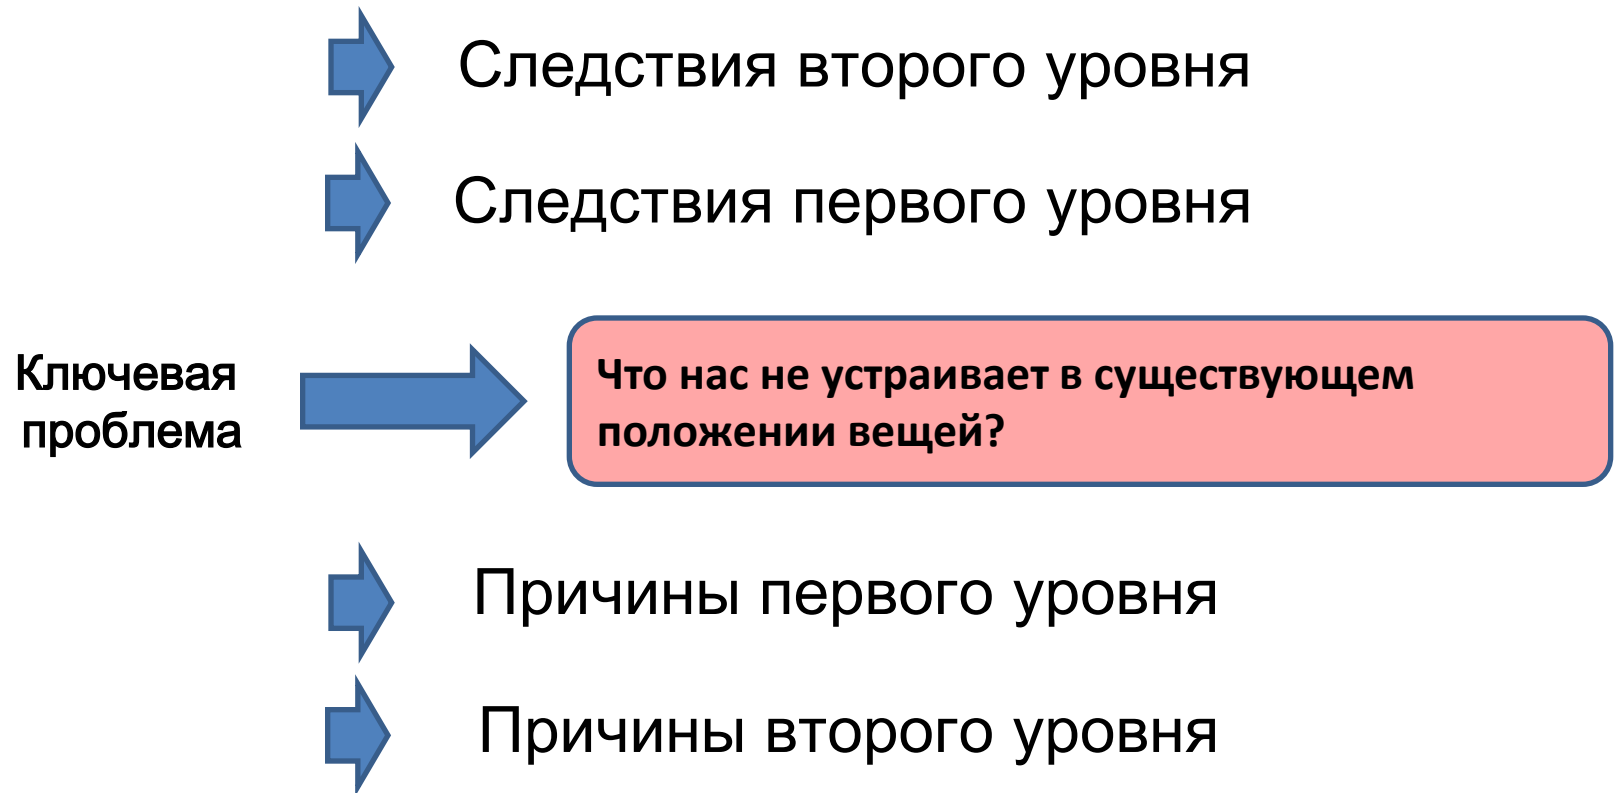 Следствия второго уровня
Следствия первого уровня
Ключевая
проблема
Что нас не устраивает в существующем
положении вещей?
Причины первого уровня
Причины второго уровня